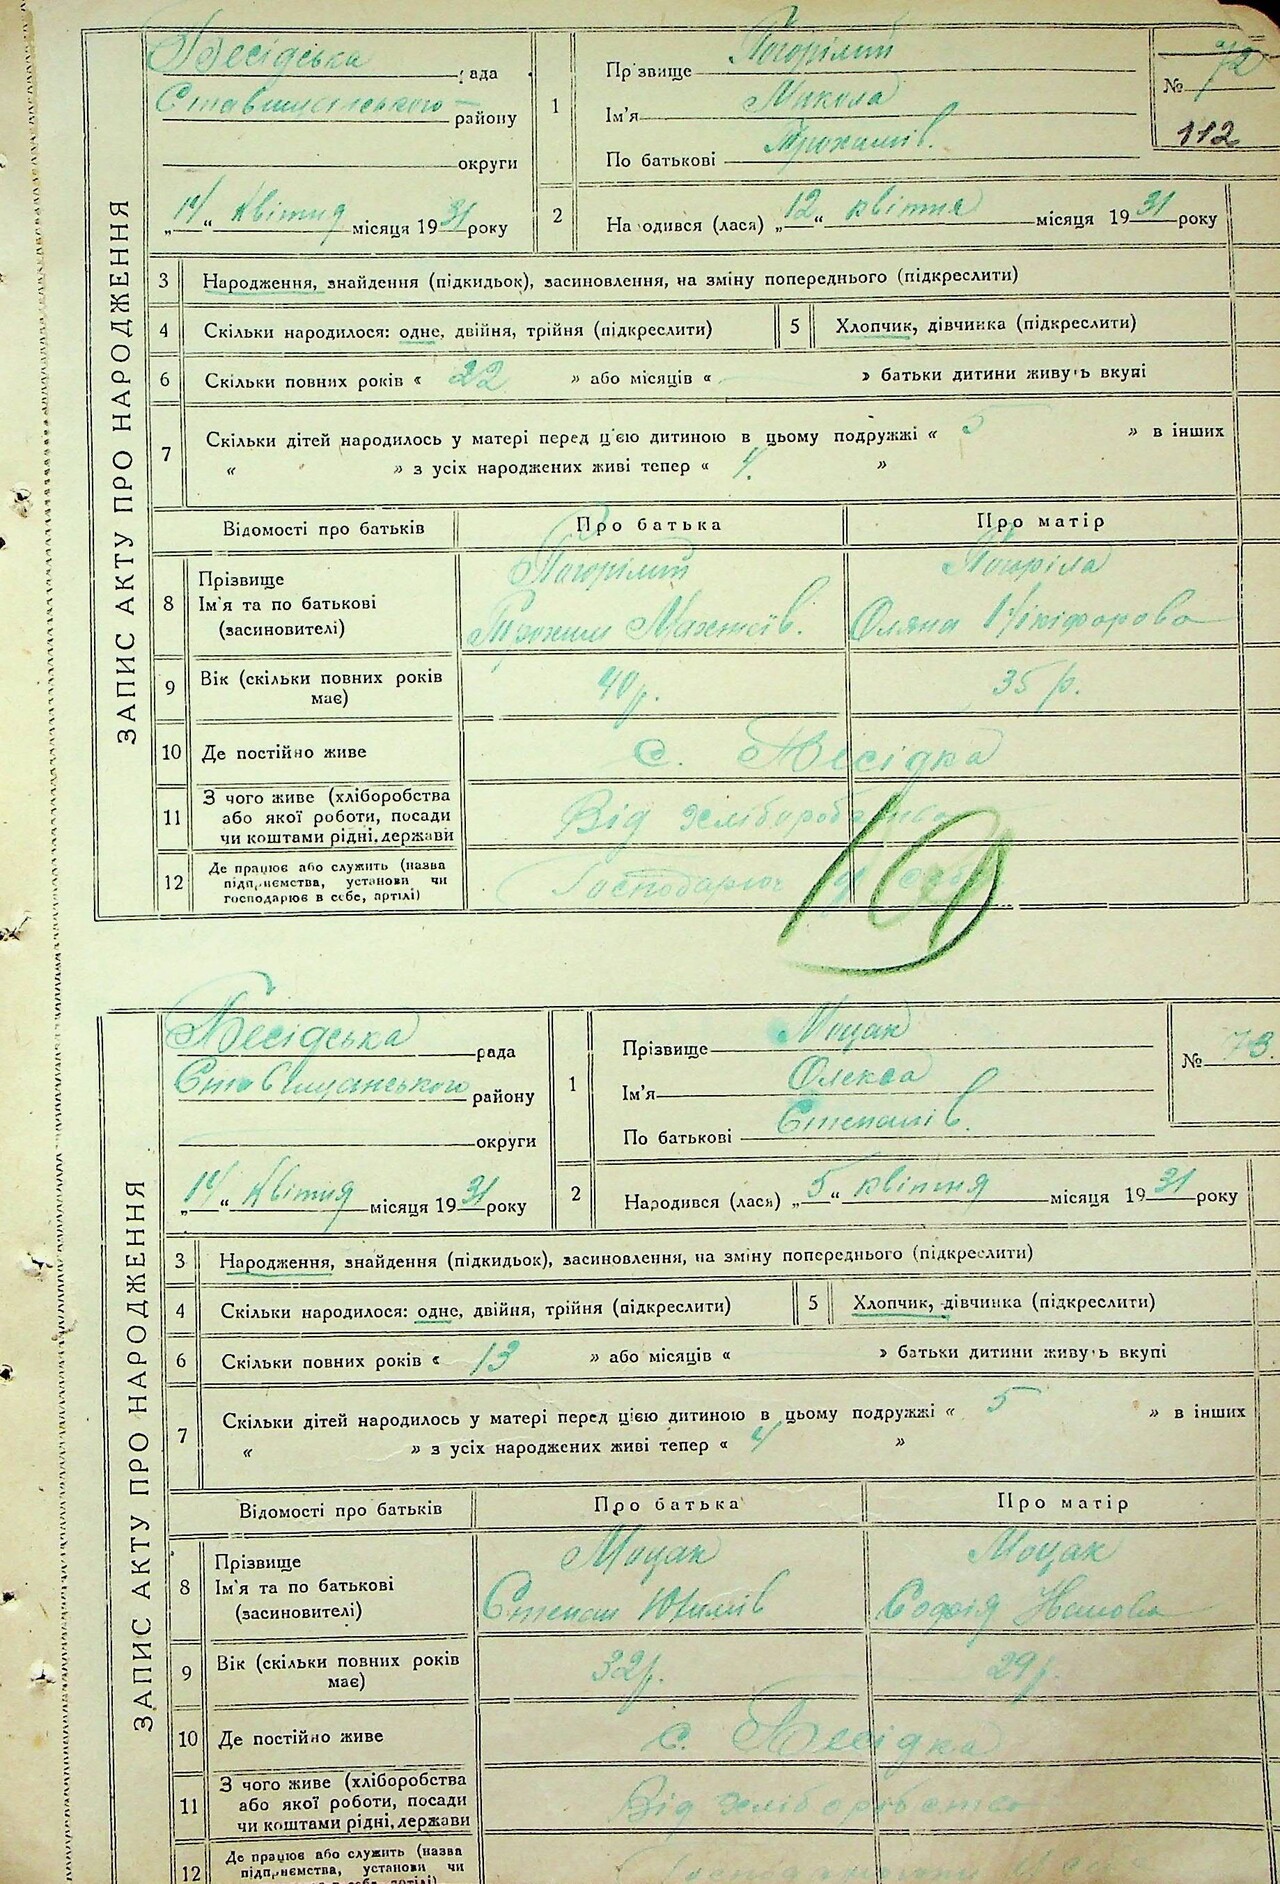 ЗАПИС АКТУ ПРО НАРОДЖЕННЯ
Бесідська рада
Ставищанського району
округи
„14“ квітня місяця 1931 року
1
Прізвище Погорілий
Ім'я Микола
По батькові Трохимів.
№ 72
112
2
Народився (лася) „12“ квітня місяця 1931 року
3 Народження, знайдення (підкидьок), засиновлення, на зміну попереднього (підкреслити)
4 Скільки народилося: одне, двійня, трійня (підкреслити) 5 Хлопчик, дівчинка (підкреслити)
6 Скільки повних років « 22 » або місяців « - » батьки дитини живуть вкупі
7 Скільки дітей народилось у матері перед цією дитиною в цьому подружжі « 5 » в інших
« » з усіх народжених живі тепер « 4. »
Відомості про батьків Про батька Про матір
8 Прізвище Погорілий Погоріла
Ім'я та по батькові Трохим Оляна Нікіфорова
(засиновителі)
9 Вік (скільки повних років має) 40 р. 35 р.
10 Де постійно живе с. Бесідка
11 З чого живе (хліборобства
або якої роботи, посади Від
чи коштами рідні, держави
12 Де працює або служить (назва
підприємства, установи чи
господарює в себе, артілі)
10
ЗАПИС АКТУ ПРО НАРОДЖЕННЯ
Бесідська рада
Ставищанського району
округи
„14“ квітня місяця 1931 року
1
Прізвище Моцак
Ім'я Олекса
По батькові Степанів.
№ 73.
2
Народився (лася) „5“ квітня місяця 1931 року
3 Народження, знайдення (підкидьок), засиновлення, на зміну попереднього (підкреслити)
4 Скільки народилося: одне, двійня, трійня (підкреслити) 5 Хлопчик, дівчинка (підкреслити)
6 Скільки повних років « 13 » або місяців « » батьки дитини живуть вкупі
7 Скільки дітей народилось у матері перед цією дитиною в цьому подружжі « 5 » в інших
« » з усіх народжених живі тепер « 4 »
Відомості про батьків Про батька Про матір
8 Прізвище Моцак Моцак
Ім'я та по батькові Степан Софія
(засиновителі)
9 Вік (скільки повних років має) 32 р. 29 р.
10 Де постійно живе с. Бесідка
11 З чого живе (хліборобства
або якої роботи, посади Від
чи коштами рідні, держави
12 Де працює або служить (назва
підприємства, установи чи